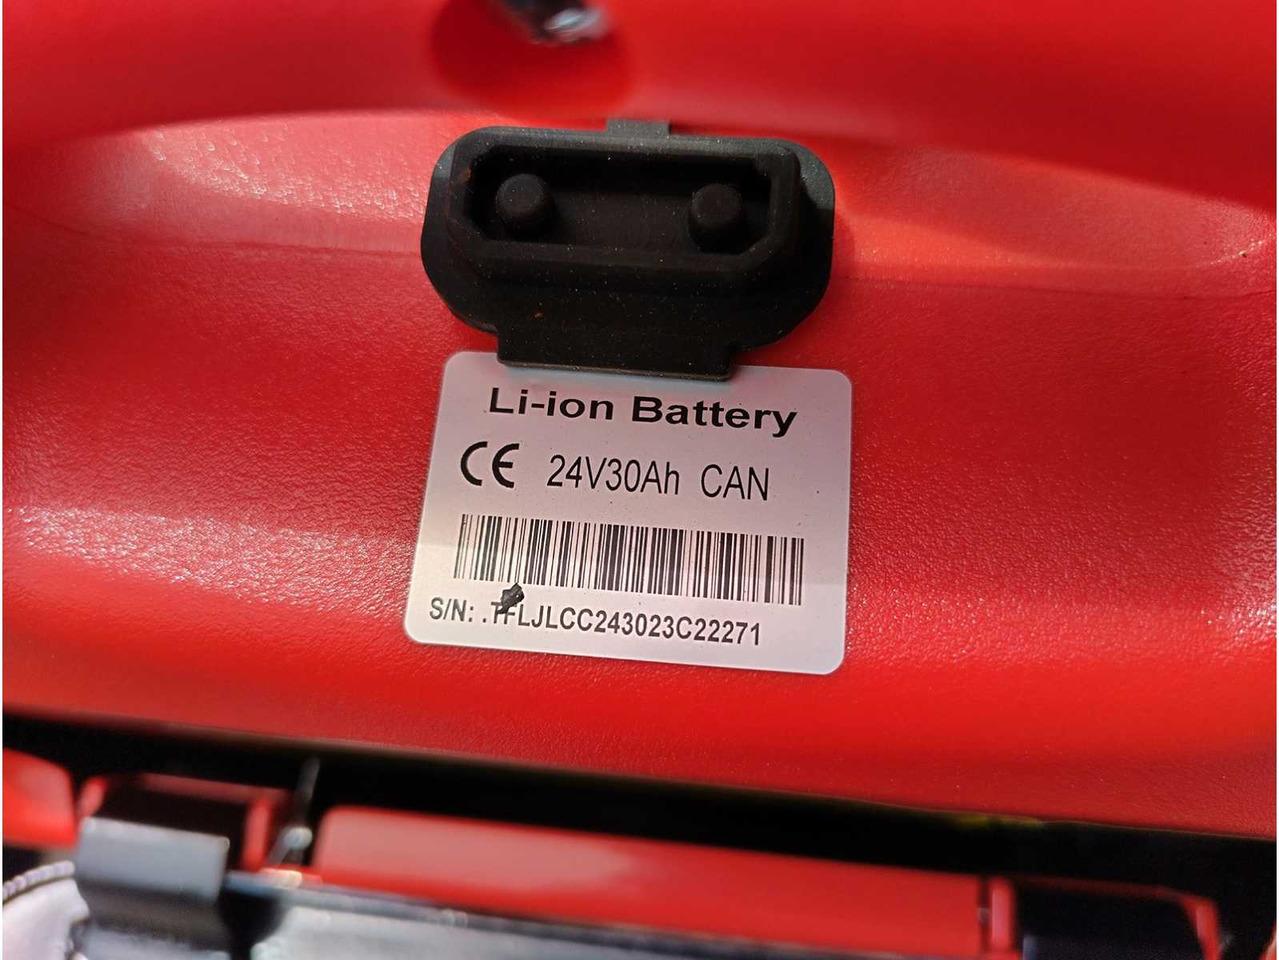 Li-ion Battery
CE 24V30Ah CAN
S/N: .TFLJLCC243023C22271